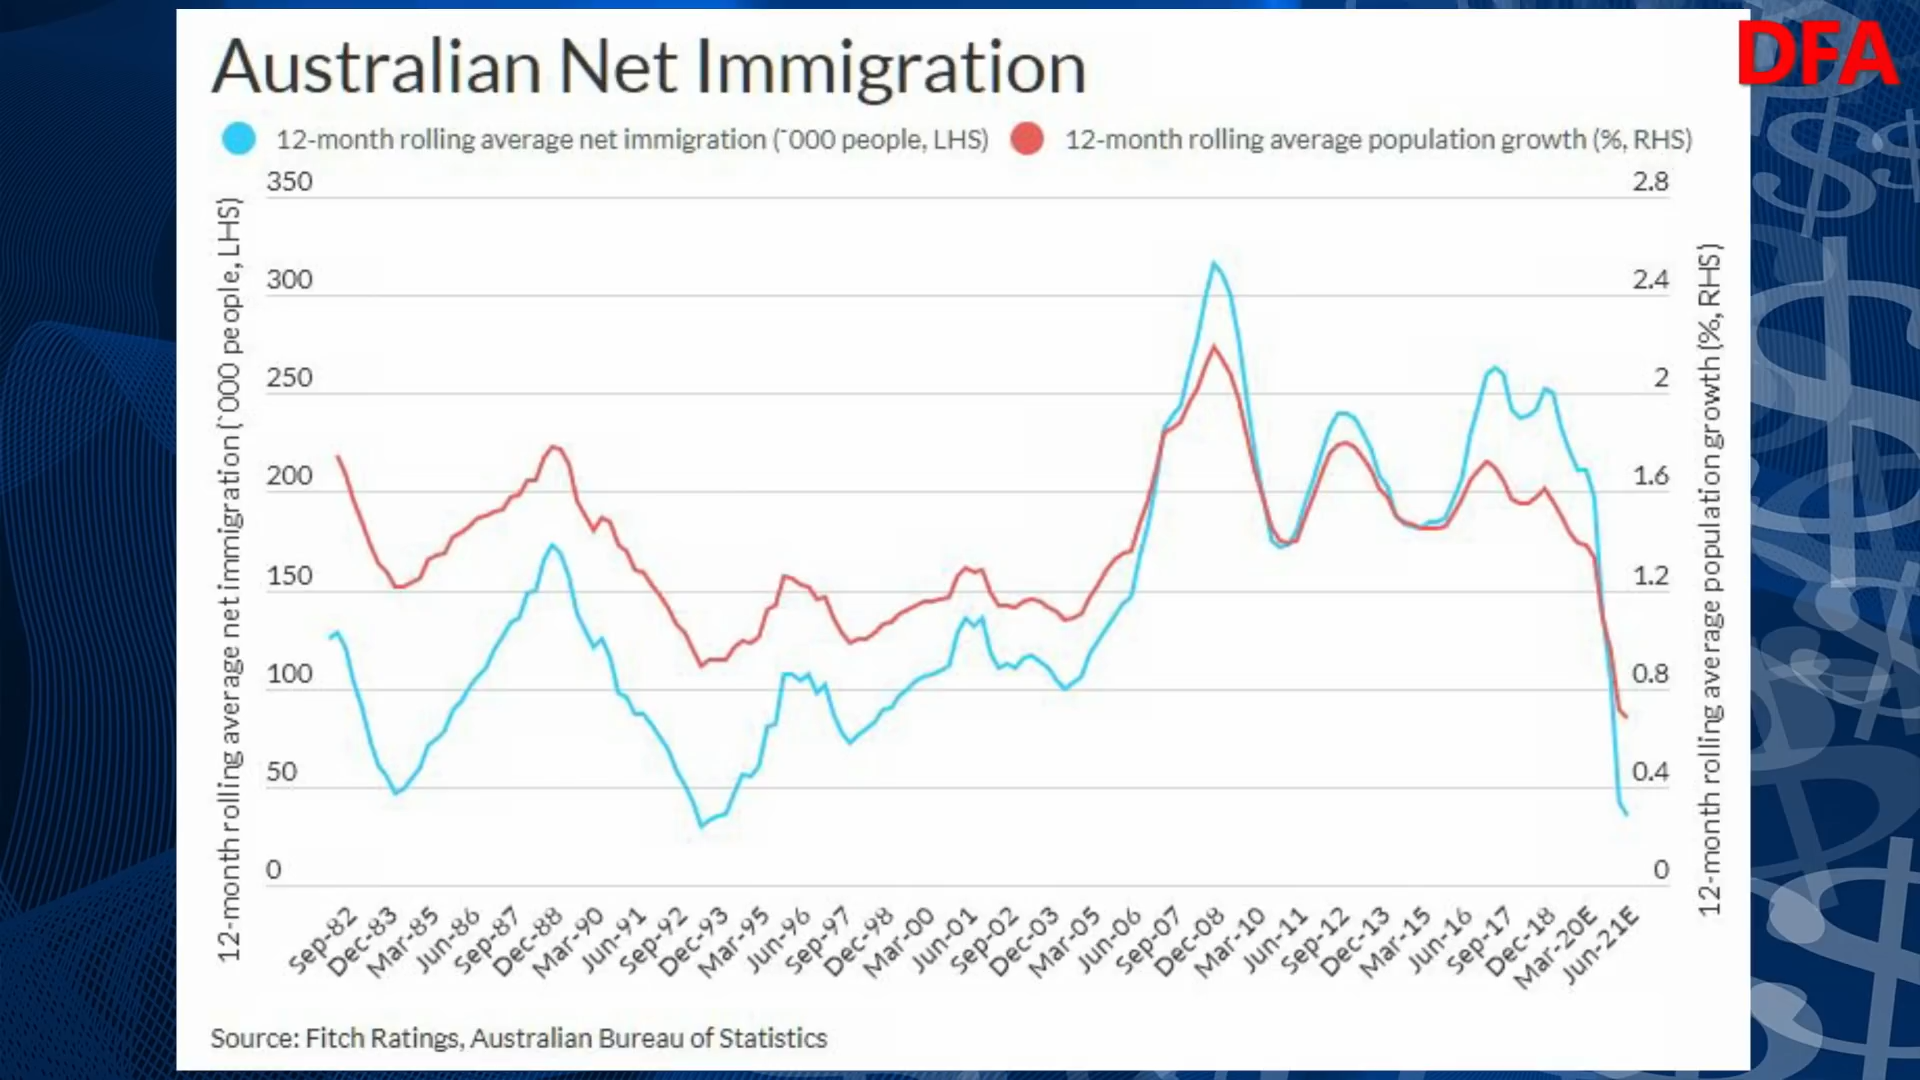 DFA
Australian Net Immigration
12-month rolling average net immigration (`000 people, LHS)
12-month rolling average population growth (%, RHS)
12-month rolling average net immigration (`000 people, LHS)
350
300
250
200
150
100
50
0
2.8
2.4
2
1.6
1.2
0.8
0.4
0
12-month rolling average population growth (%, RHS)
Sep-82
Dec-83
Mar-85
Jun-86
Sep-87
Dec-88
Mar-90
Jun-91
Sep-92
Dec-93
Mar-95
Jun-96
Sep-97
Dec-98
Mar-00
Jun-01
Sep-02
Dec-03
Mar-05
Jun-06
Sep-07
Dec-08
Mar-10
Jun-11
Sep-12
Dec-13
Mar-15
Jun-16
Sep-17
Dec-18
Mar-20E
Jun-21E
Source: Fitch Ratings, Australian Bureau of Statistics